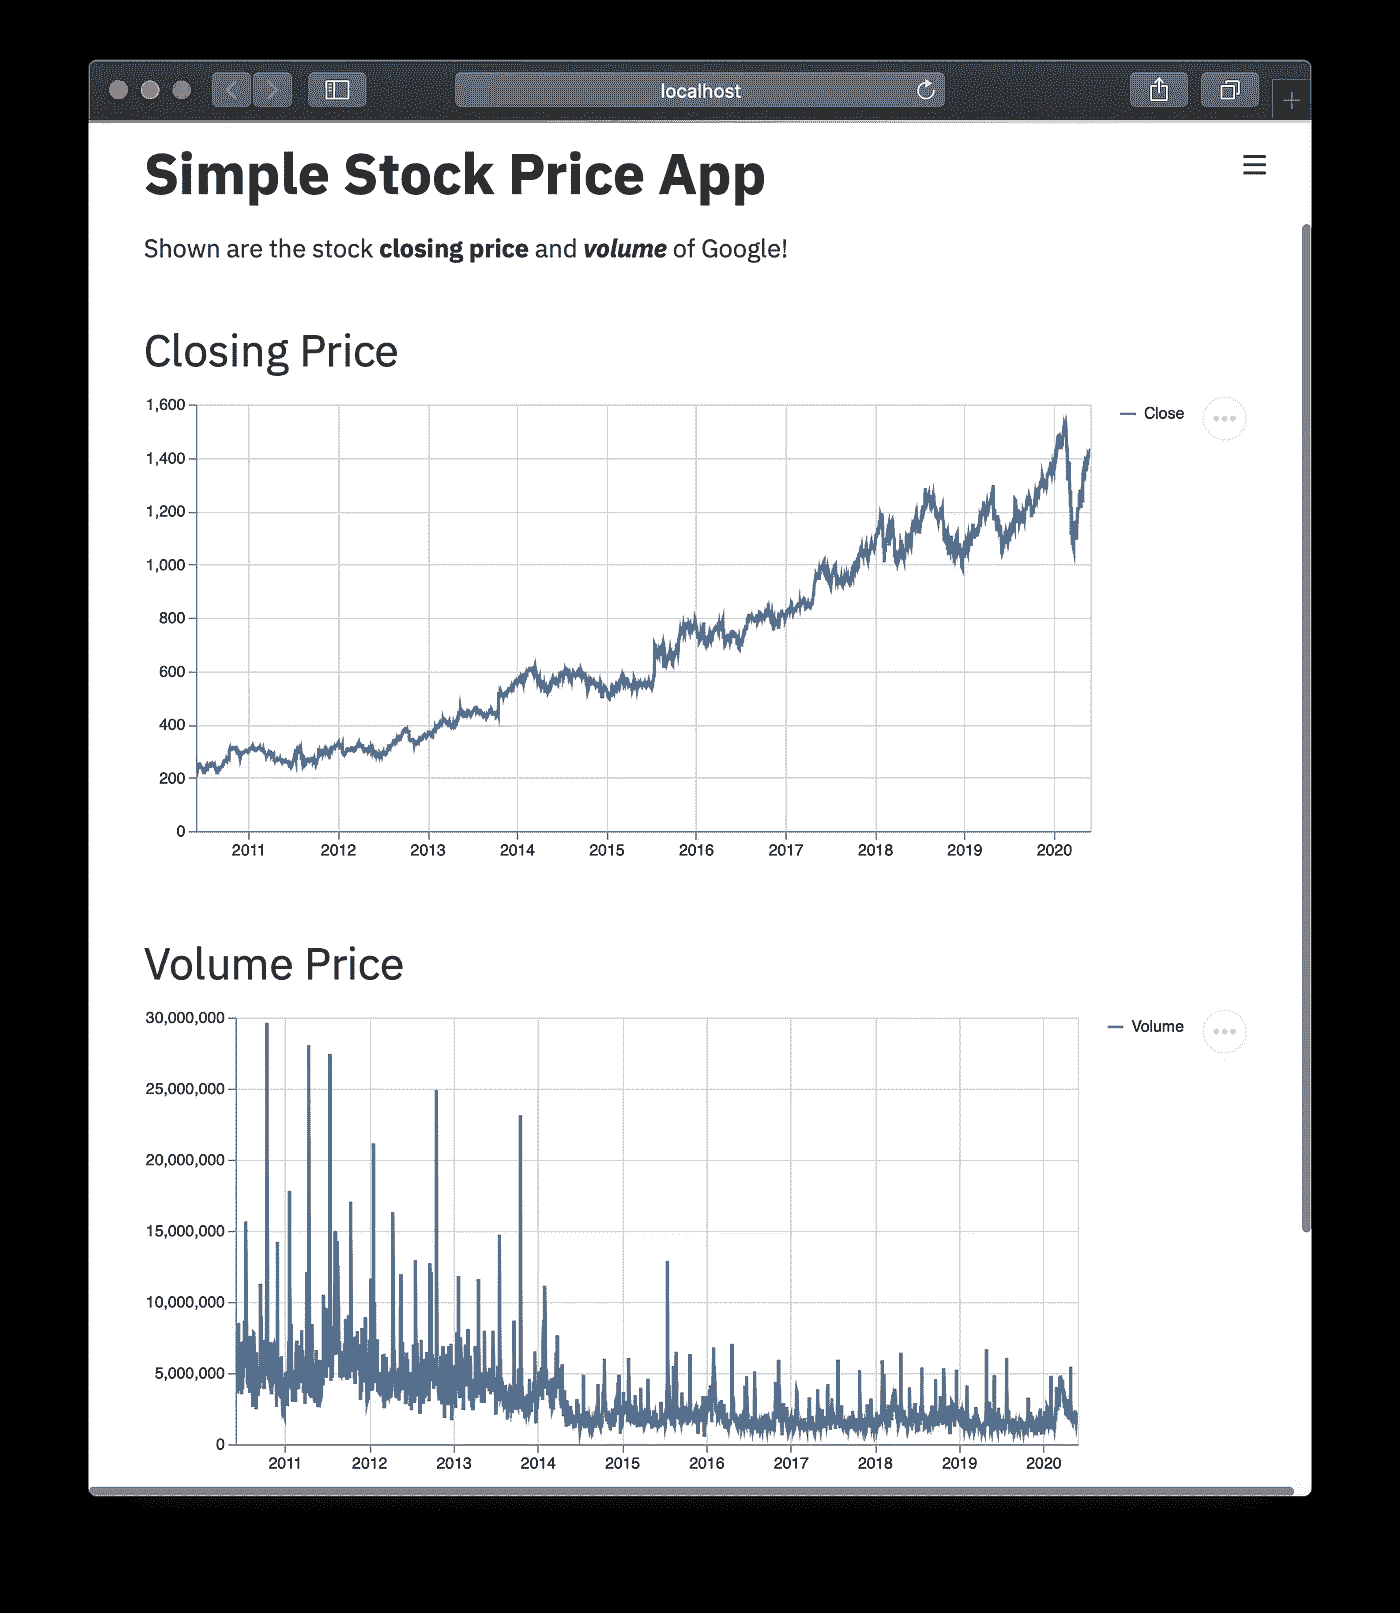 localhost
Simple Stock Price App
Shown are the stock closing price and volume of Google!
Closing Price
1,600
1,400
1,200
1,000
800
600
400
200
0
2011 2012 2013 2014 2015 2016 2017 2018 2019 2020
Close
Volume Price
30,000,000
25,000,000
20,000,000
15,000,000
10,000,000
5,000,000
0
2011 2012 2013 2014 2015 2016 2017 2018 2019 2020
Volume